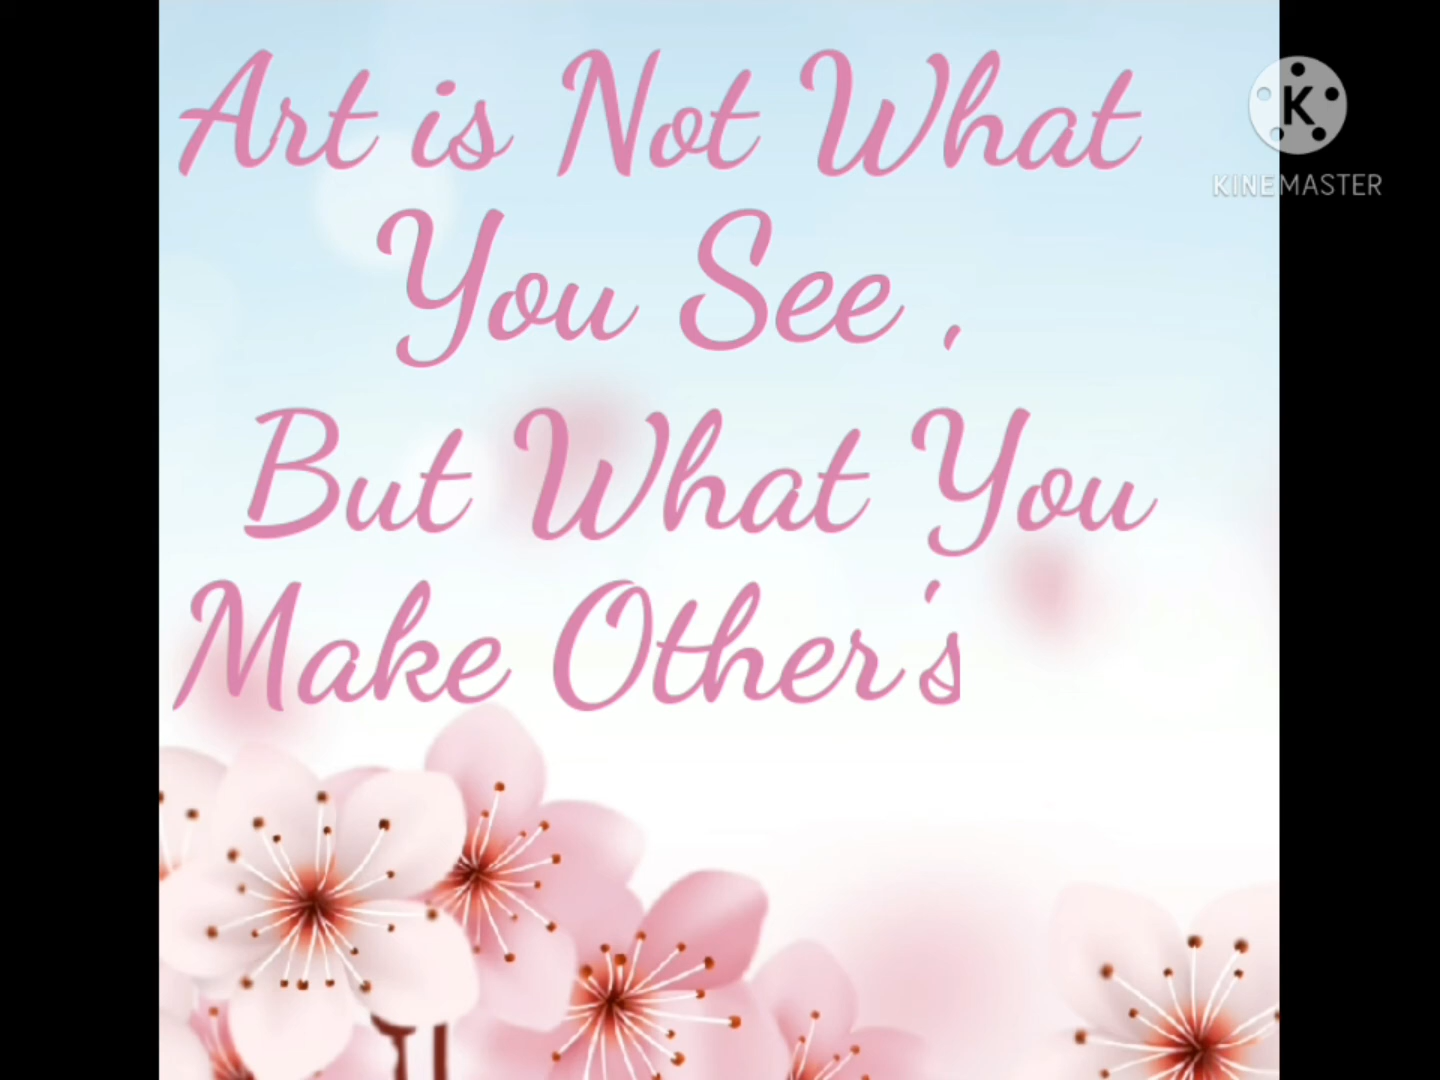 Art is Not What
You See ,
But What You
Make Other's
K
KINEMASTER